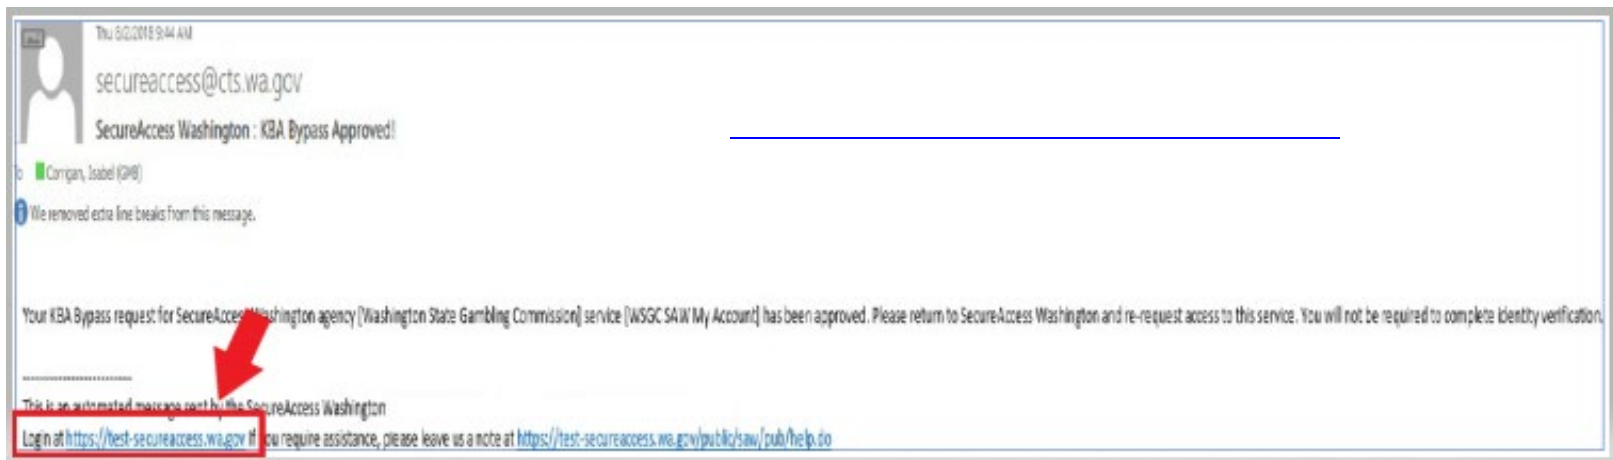 Thu 8/2/2018 9:44 AM
secureaccess@cts.wa.gov
SecureAccess Washington : KBA Bypass Approved!
To Corrigan, Isabel (GMB)
We removed extra line breaks from this message.
Your KBA Bypass request for SecureAccess Washington agency [Washington State Gambling Commission] service [WSGC SAW My Account] has been approved. Please return to SecureAccess Washington and re-request access to this service. You will not be required to complete identity verification.
-------------------------
This is an automated message sent by the SecureAccess Washington
Login at https://test-secureaccess.wa.gov If you require assistance, please leave us a note at https://test-secureaccess.wa.gov/public/saw/pub/help.do